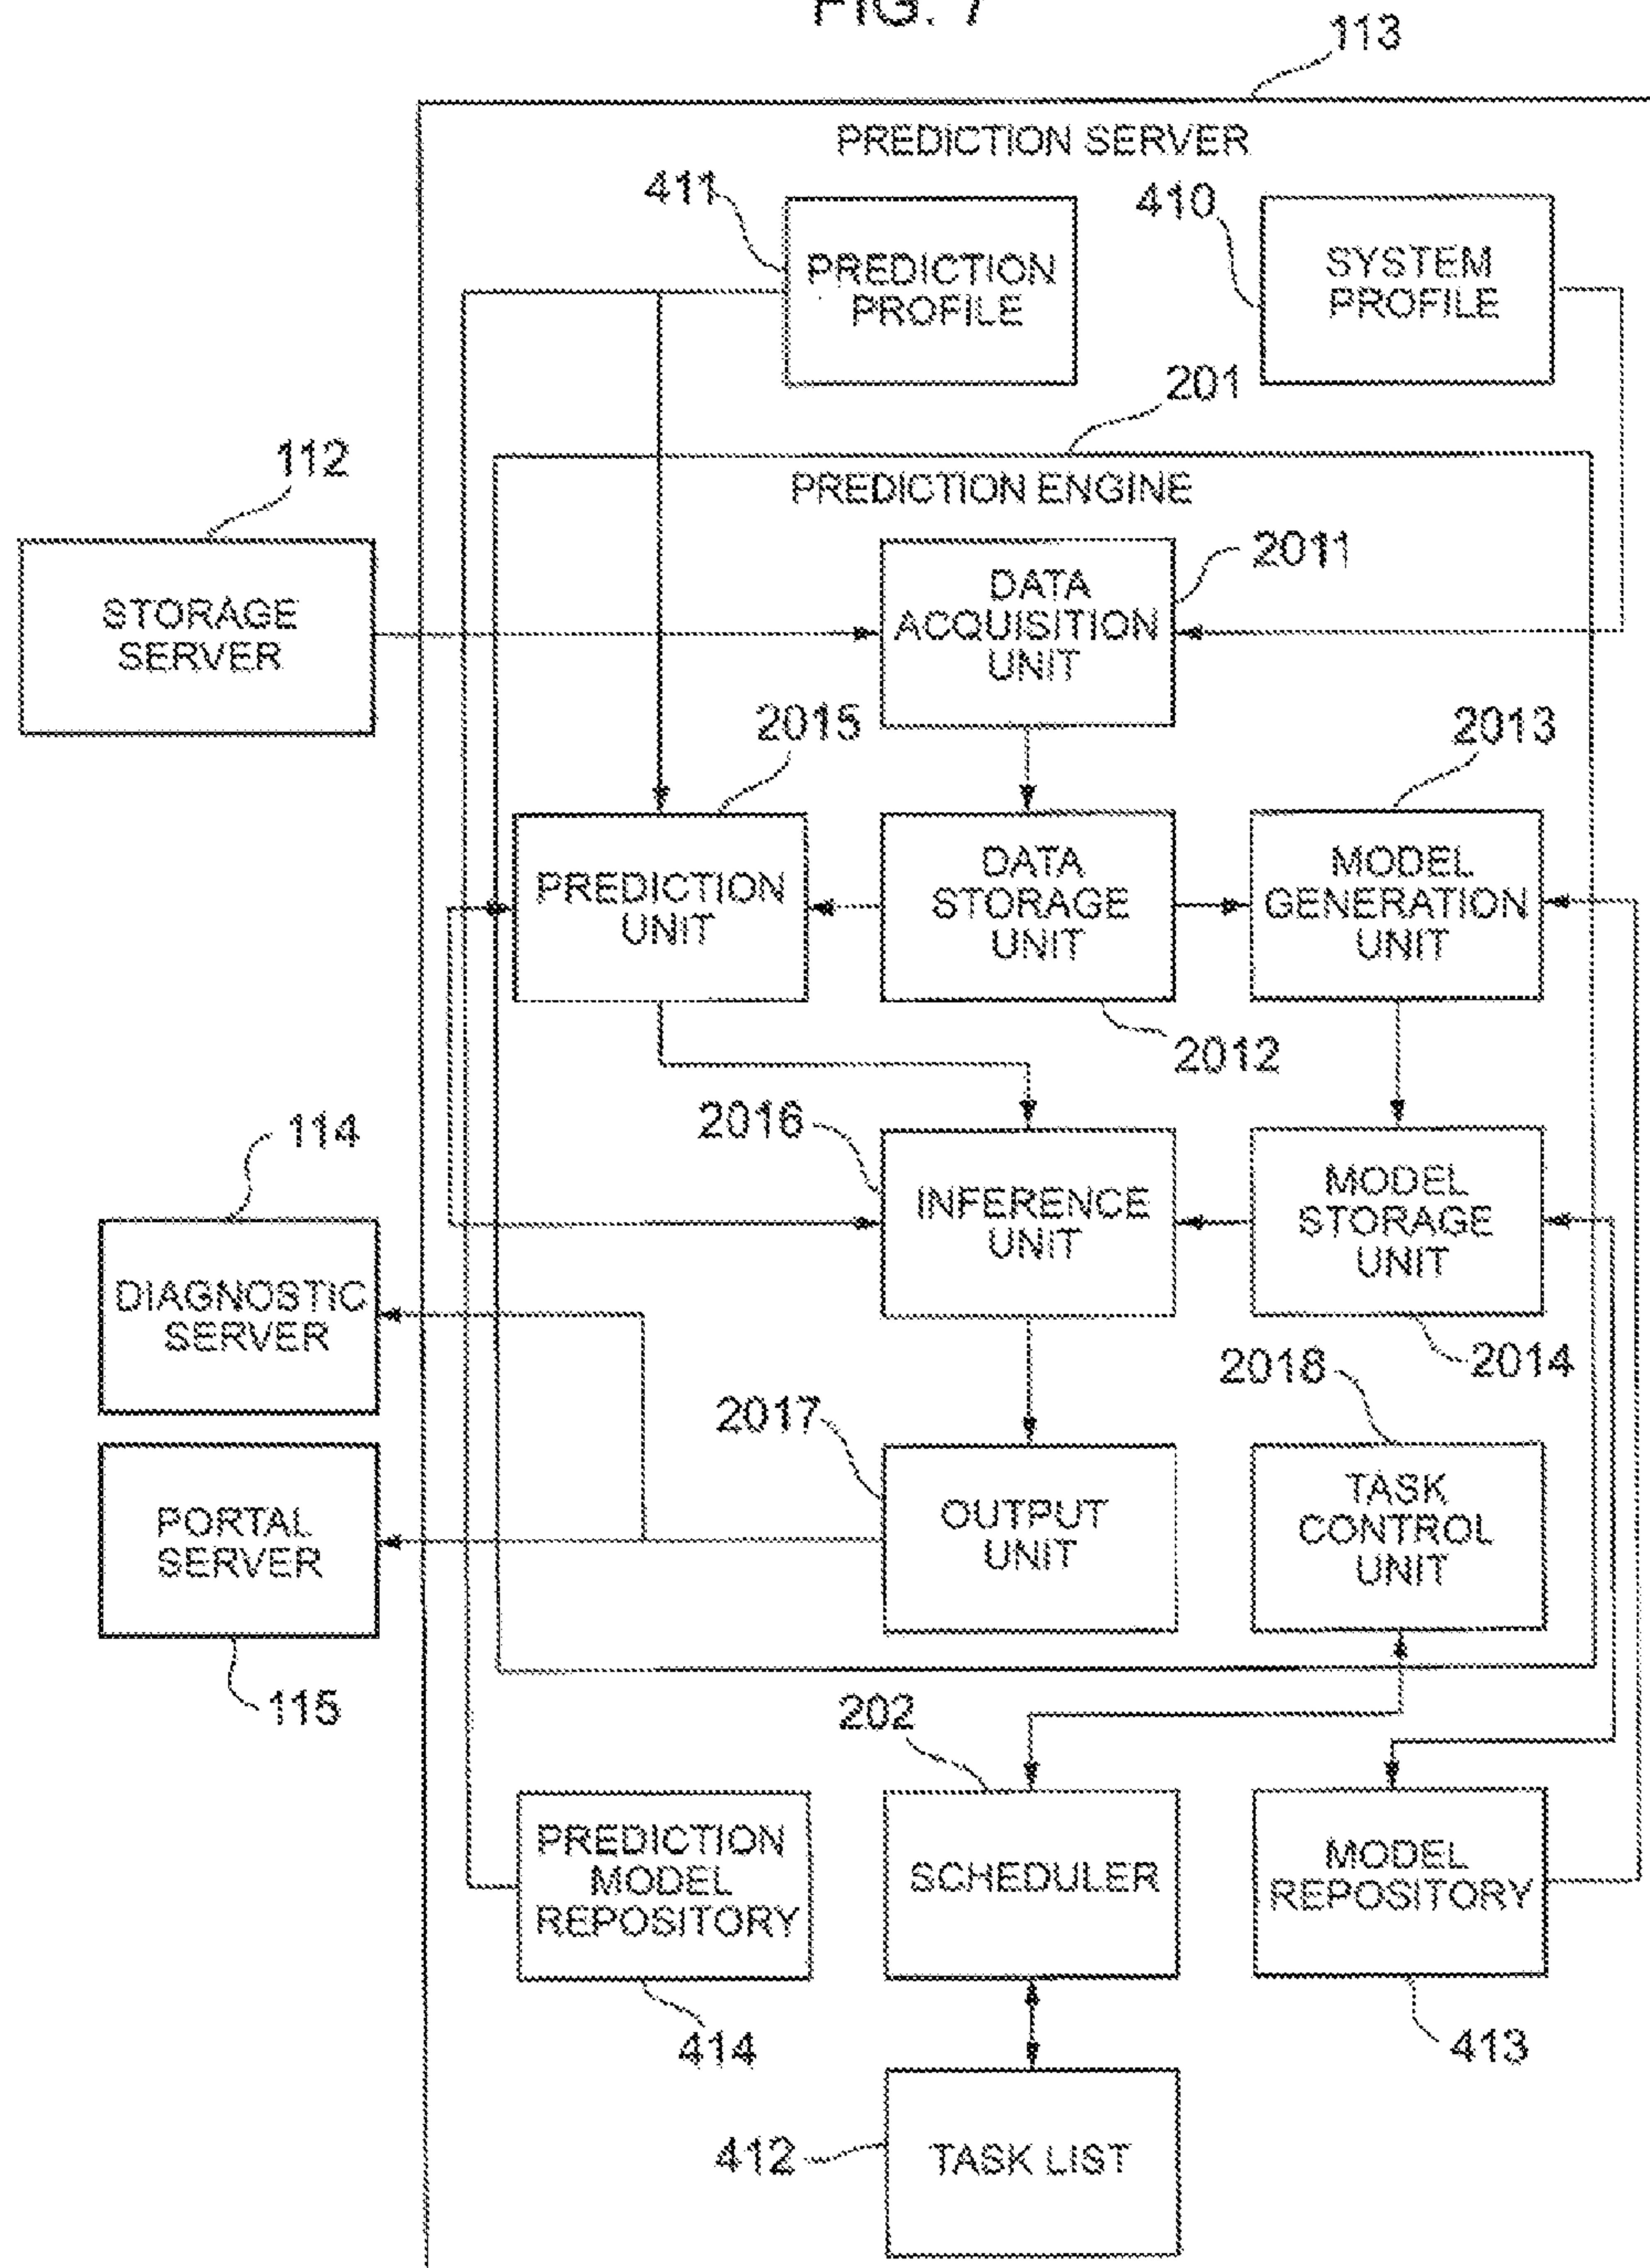 FIG. 7
113
PREDICTION SERVER
411
410
PREDICTION
PROFILE
SYSTEM
PROFILE
201
112
PREDICTION ENGINE
2011
STORAGE
SERVER
DATA
ACQUISITION
UNIT
2015
2013
PREDICTION
UNIT
DATA
STORAGE
UNIT
MODEL
GENERATION
UNIT
2012
2016
114
INFERENCE
UNIT
MODEL
STORAGE
UNIT
DIAGNOSTIC
SERVER
2014
2018
2017
PORTAL
SERVER
OUTPUT
UNIT
TASK
CONTROL
UNIT
115
202
PREDICTION
MODEL
REPOSITORY
SCHEDULER
MODEL
REPOSITORY
414
413
412
TASK LIST